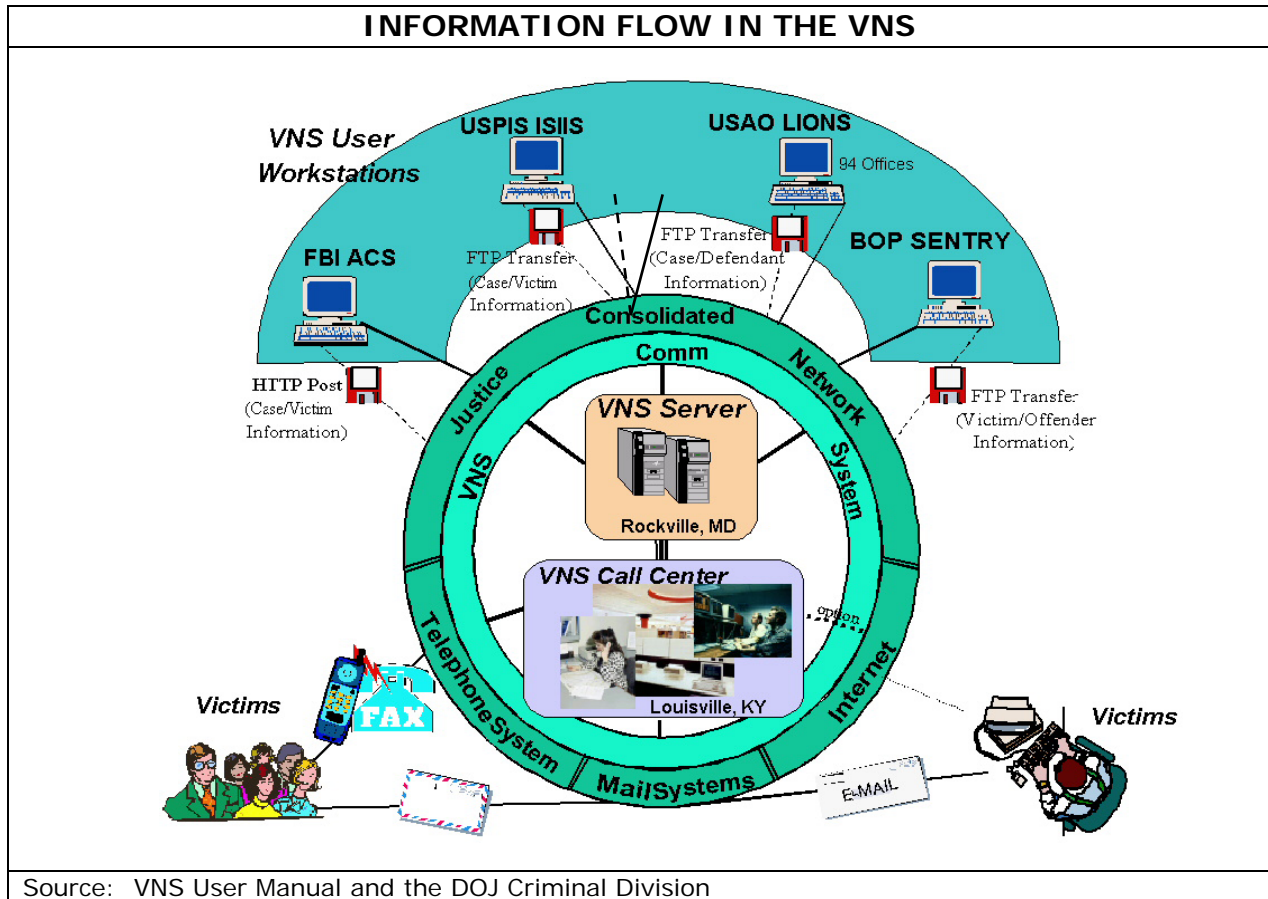 INFORMATION FLOW IN THE VNS
VNS User
Workstations
USPIS ISIIS
USAO LIONS
94 Offices
FBI ACS
BOP SENTRY
FTP Transfer
(Case/Victim
Information)
FTP Transfer
(Case/Defendant
Information)
HTTP Post
(Case/Victim
Information)
FTP Transfer
(Victim/Offender
Information)
Justice
Consolidated
Network
VNS
Comm
System
VNS Server
Rockville, MD
VNS Call Center
Louisville, KY
option
Telephone System
Mail Systems
Internet
Victims
FAX
E-MAIL
Victims
Source: VNS User Manual and the DOJ Criminal Division